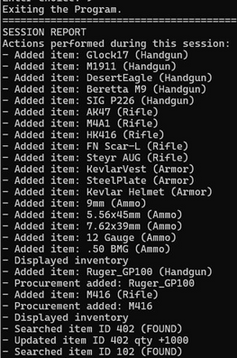 Exiting the Program.
==============================
SESSION REPORT
Actions performed during this session:
- Added item: Glock17 (Handgun)
- Added item: M1911 (Handgun)
- Added item: DesertEagle (Handgun)
- Added item: Beretta M9 (Handgun)
- Added item: SIG P226 (Handgun)
- Added item: AK47 (Rifle)
- Added item: M4A1 (Rifle)
- Added item: HK416 (Rifle)
- Added item: FN Scar-L (Rifle)
- Added item: Steyr AUG (Rifle)
- Added item: KevlarVest (Armor)
- Added item: SteelPlate (Armor)
- Added item: Kevlar Helmet (Armor)
- Added item: 9mm (Ammo)
- Added item: 5.56x45mm (Ammo)
- Added item: 7.62x39mm (Ammo)
- Added item: 12 Gauge (Ammo)
- Added item: .50 BMG (Ammo)
- Displayed inventory
- Added item: Ruger_GP100 (Handgun)
- Procurement added: Ruger_GP100
- Added item: M416 (Rifle)
- Procurement added: M416
- Displayed inventory
- Searched item ID 402 (FOUND)
- Updated item ID 402 qty +1000
- Searched item ID 102 (FOUND)